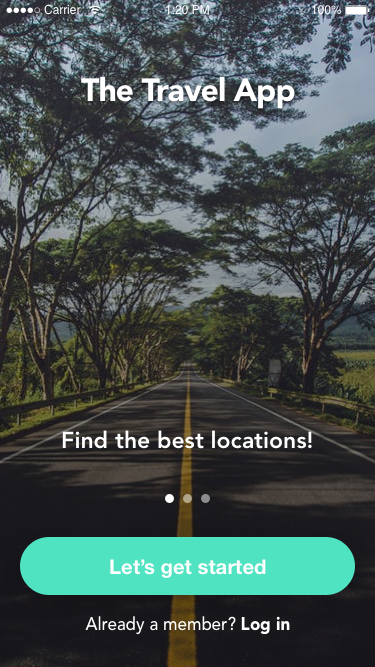 Carrier 1:20 PM 100%
The Travel App
Find the best locations!
Let's get started
Already a member? Log in